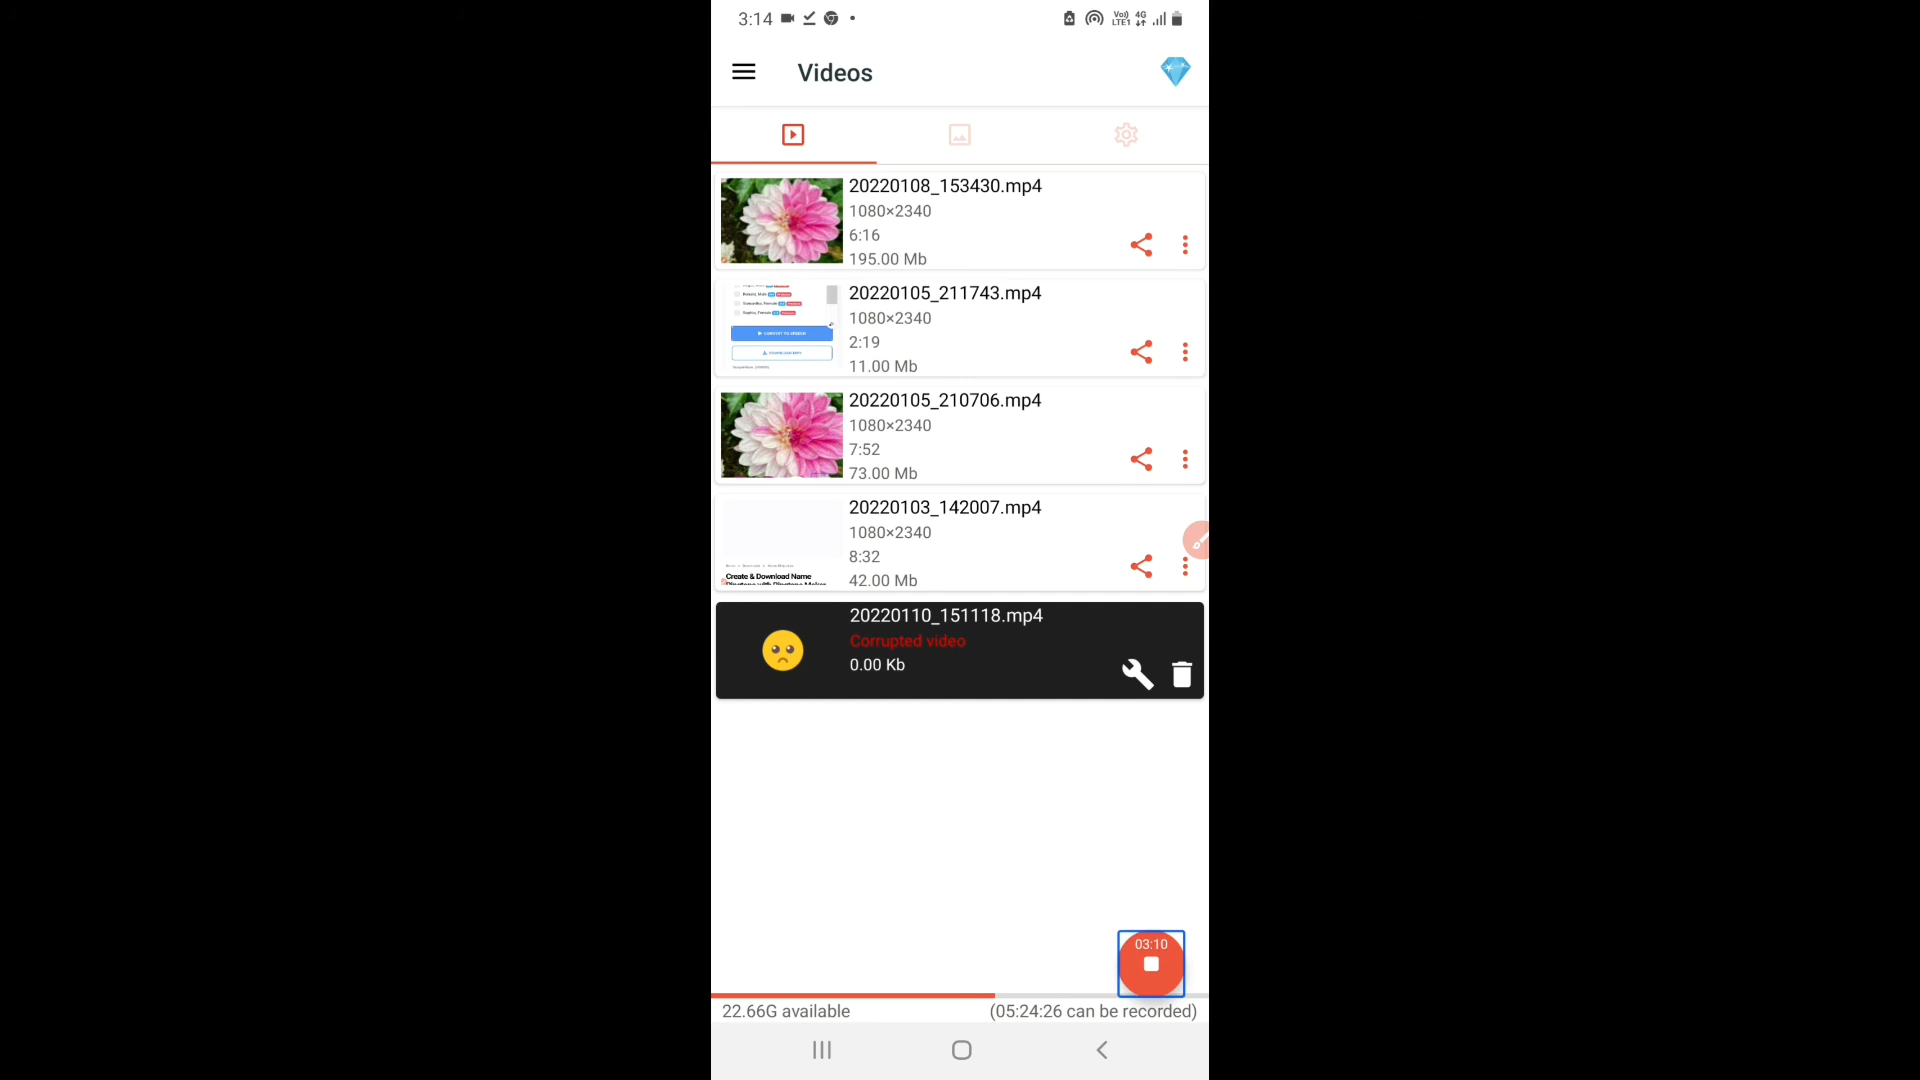 3:14
Vo)) 4G
LTE1
Videos
20220108_153430.mp4
1080×2340
6:16
195.00 Mb
20220105_211743.mp4
1080×2340
2:19
11.00 Mb
20220105_210706.mp4
1080×2340
7:52
73.00 Mb
20220103_142007.mp4
1080×2340
8:32
42.00 Mb
Create & Download Name
20220110_151118.mp4
Corrupted video
0.00 Kb
03:10
22.66G available
(05:24:26 can be recorded)